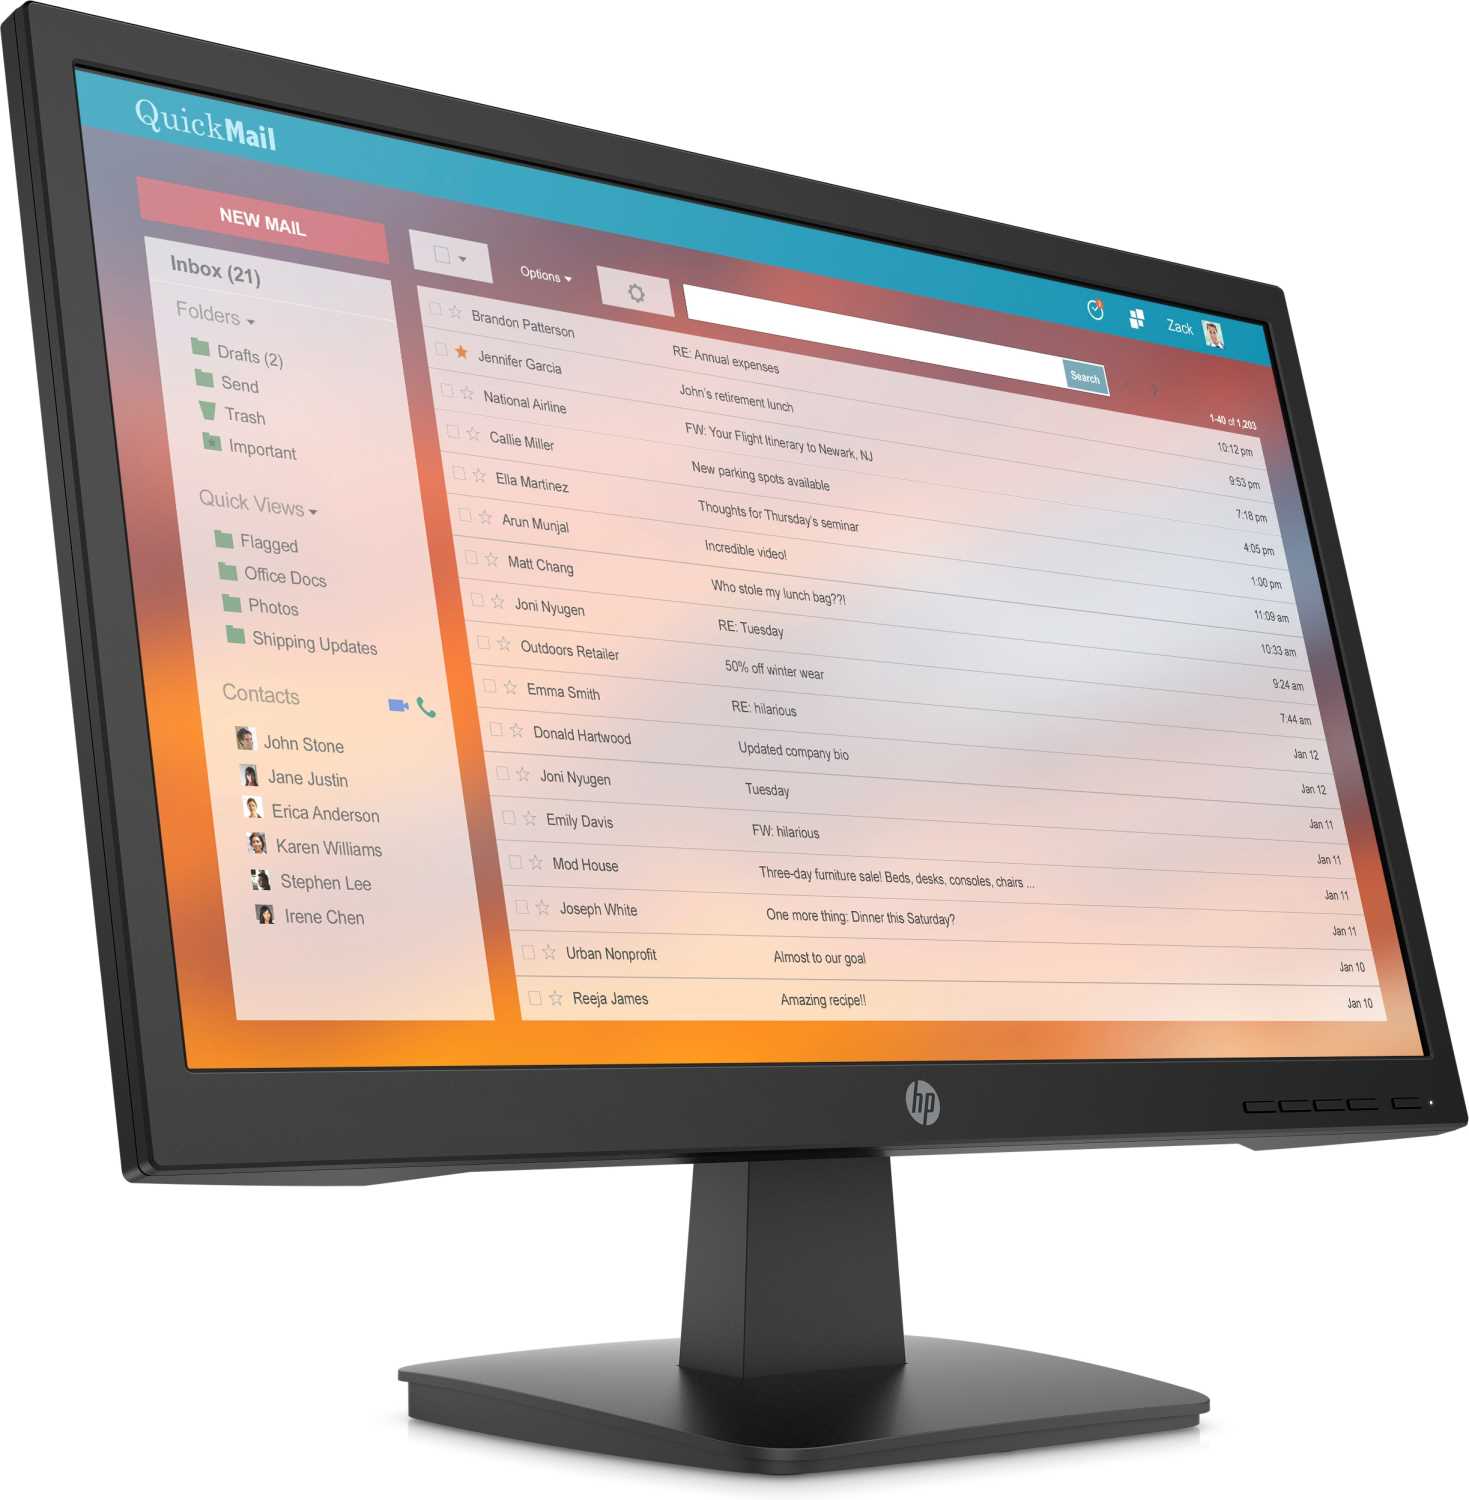 QuickMail
NEW MAIL
Options
Search
?
Zack
1-40 of 1,203
Inbox (21)
Folders
Drafts (2)
Send
Trash
Important
Quick Views
Flagged
Office Docs
Photos
Shipping Updates
Contacts
John Stone
Jane Justin
Erica Anderson
Karen Williams
Stephen Lee
Irene Chen
Brandon Patterson RE: Annual expenses 10:12 pm
Jennifer Garcia John's retirement lunch 9:53 pm
National Airline FW: Your Flight Itinerary to Newark, NJ 7:18 pm
Callie Miller New parking spots available 4:05 pm
Ella Martinez Thoughts for Thursday's seminar 1:00 pm
Arun Munjal Incredible video! 11:09 am
Matt Chang Who stole my lunch bag??! 10:33 am
Joni Nyugen RE: Tuesday 9:24 am
Outdoors Retailer 50% off winter wear 7:44 am
Emma Smith RE: hilarious Jan 12
Donald Hartwood Updated company bio Jan 12
Joni Nyugen Tuesday Jan 11
Emily Davis FW: hilarious Jan 11
Mod House Three-day furniture sale! Beds, desks, consoles, chairs ... Jan 11
Joseph White One more thing: Dinner this Saturday? Jan 11
Urban Nonprofit Almost to our goal Jan 10
Reeja James Amazing recipe!! Jan 10
hp